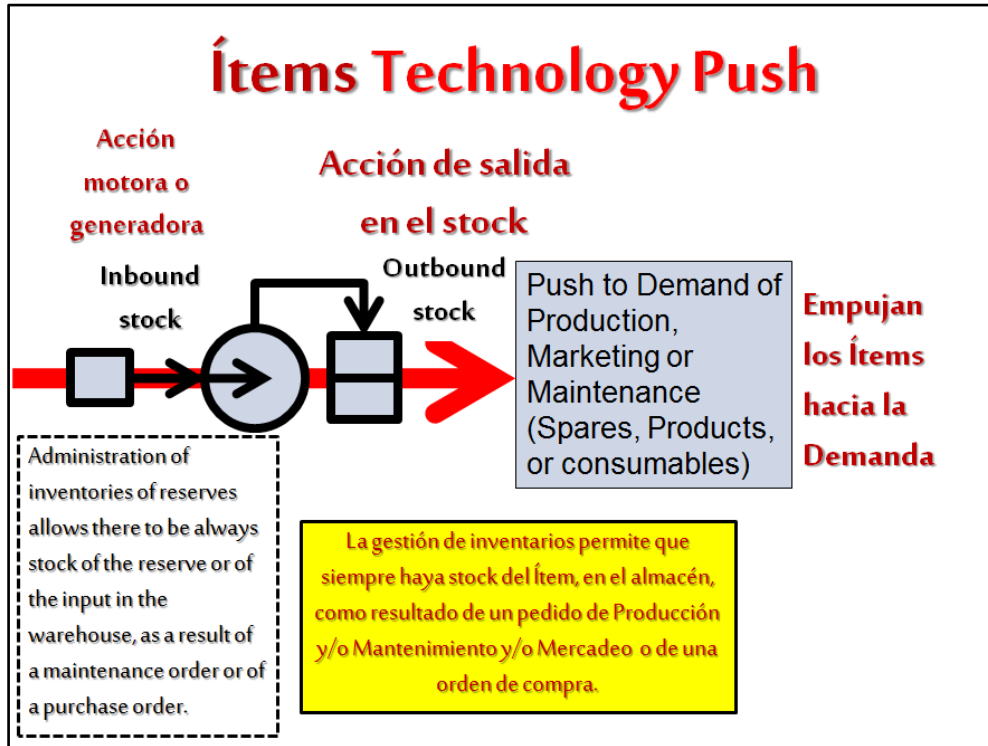 Ítems Technology Push
Acción
motora o
generadora
Acción de salida
en el stock
Inbound
stock
Outbound
stock
Push to Demand of
Production,
Marketing or
Maintenance
(Spares, Products,
or consumables)
Empujan
los Ítems
hacia la
Demanda
Administration of
inventories of reserves
allows there to be always
stock of the reserve or of
the input in the
warehouse, as a result of
a maintenance order or of
a purchase order.
La gestión de inventarios permite que
siempre haya stock del Ítem, en el almacén,
como resultado de un pedido de Producción
y/o Mantenimiento y/o Mercadeo o de una
orden de compra.